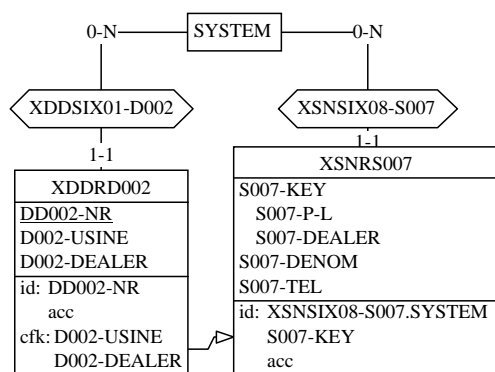 0-N SYSTEM 0-N
XDDSIX01-D002 XSNSIX08-S007
1-1 1-1
XDDRD002
DD002-NR
D002-USINE
D002-DEALER
id: DD002-NR
acc
cfk: D002-USINE
D002-DEALER
XSNRS007
S007-KEY
S007-P-L
S007-DEALER
S007-DENOM
S007-TEL
id: XSNSIX08-S007.SYSTEM
S007-KEY
acc